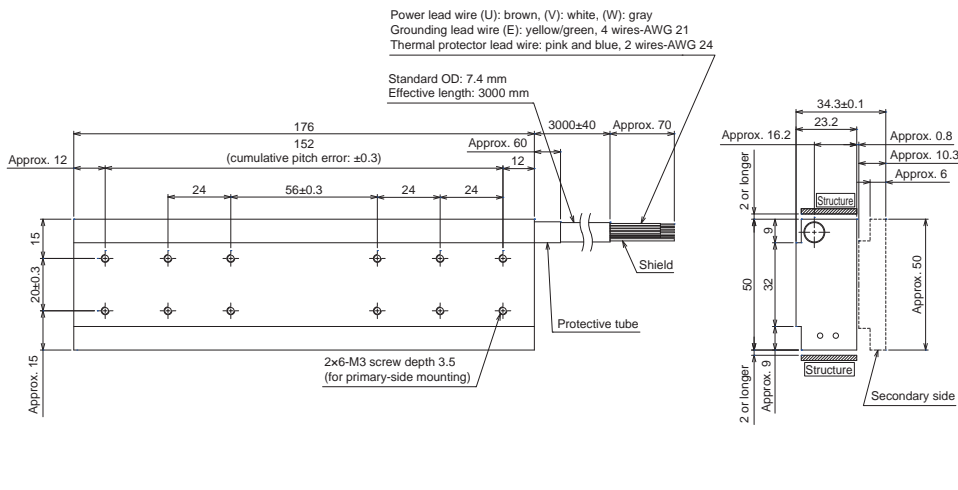 Power lead wire (U): brown, (V): white, (W): gray
Grounding lead wire (E): yellow/green, 4 wires-AWG 21
Thermal protector lead wire: pink and blue, 2 wires-AWG 24
Standard OD: 7.4 mm
Effective length: 3000 mm
176
3000±40
Approx. 70
152
(cumulative pitch error: ±0.3)
Approx. 60
Approx. 12
12
24
56±0.3
24
24
15
20±0.3
Approx. 15
Shield
Protective tube
2×6-M3 screw depth 3.5
(for primary-side mounting)
34.3±0.1
23.2
Approx. 16.2
Approx. 0.8
Approx. 10.3
Approx. 6
2 or longer
Structure
9
50
32
Approx. 50
Approx. 9
2 or longer
Structure
Secondary side